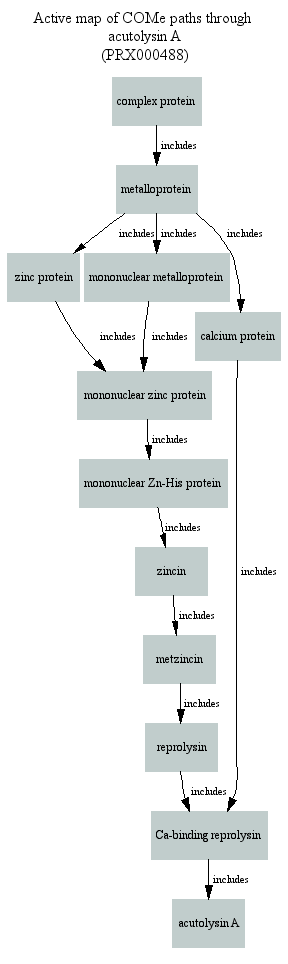 Active map of COMe paths through
acutolysin A
(PRX000488)
complex protein
includes
metalloprotein
includes
includes
includes
zinc protein
mononuclear metalloprotein
calcium protein
includes
includes
mononuclear zinc protein
includes
mononuclear Zn-His protein
includes
zincin
includes
includes
metzincin
includes
reprolysin
includes
Ca-binding reprolysin
includes
acutolysin A